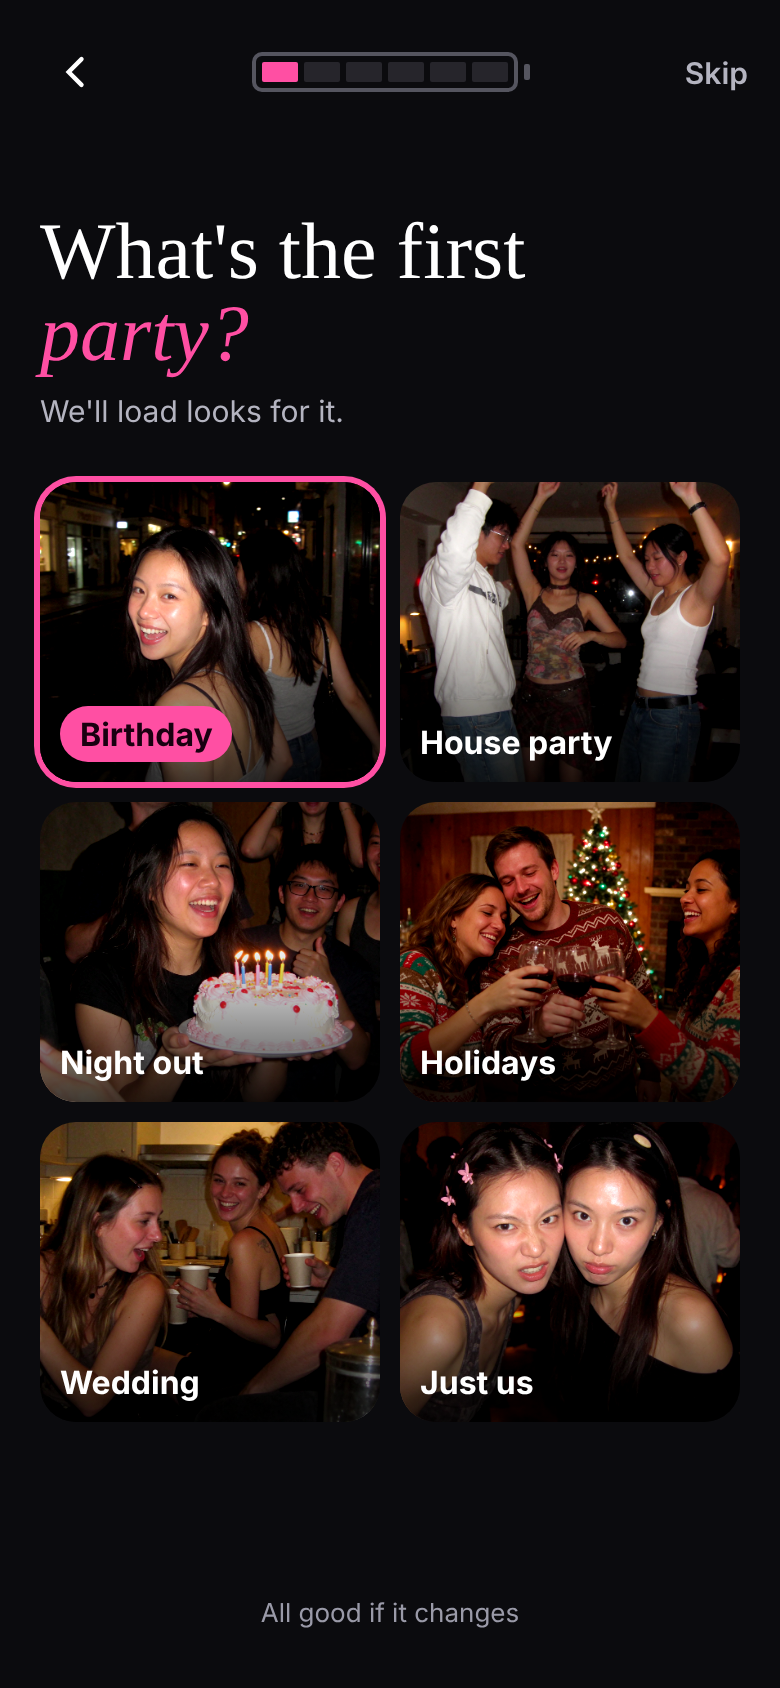 Skip
What's the first
party?
We'll load looks for it.
Birthday
House party
Night out
Holidays
Wedding
Just us
All good if it changes